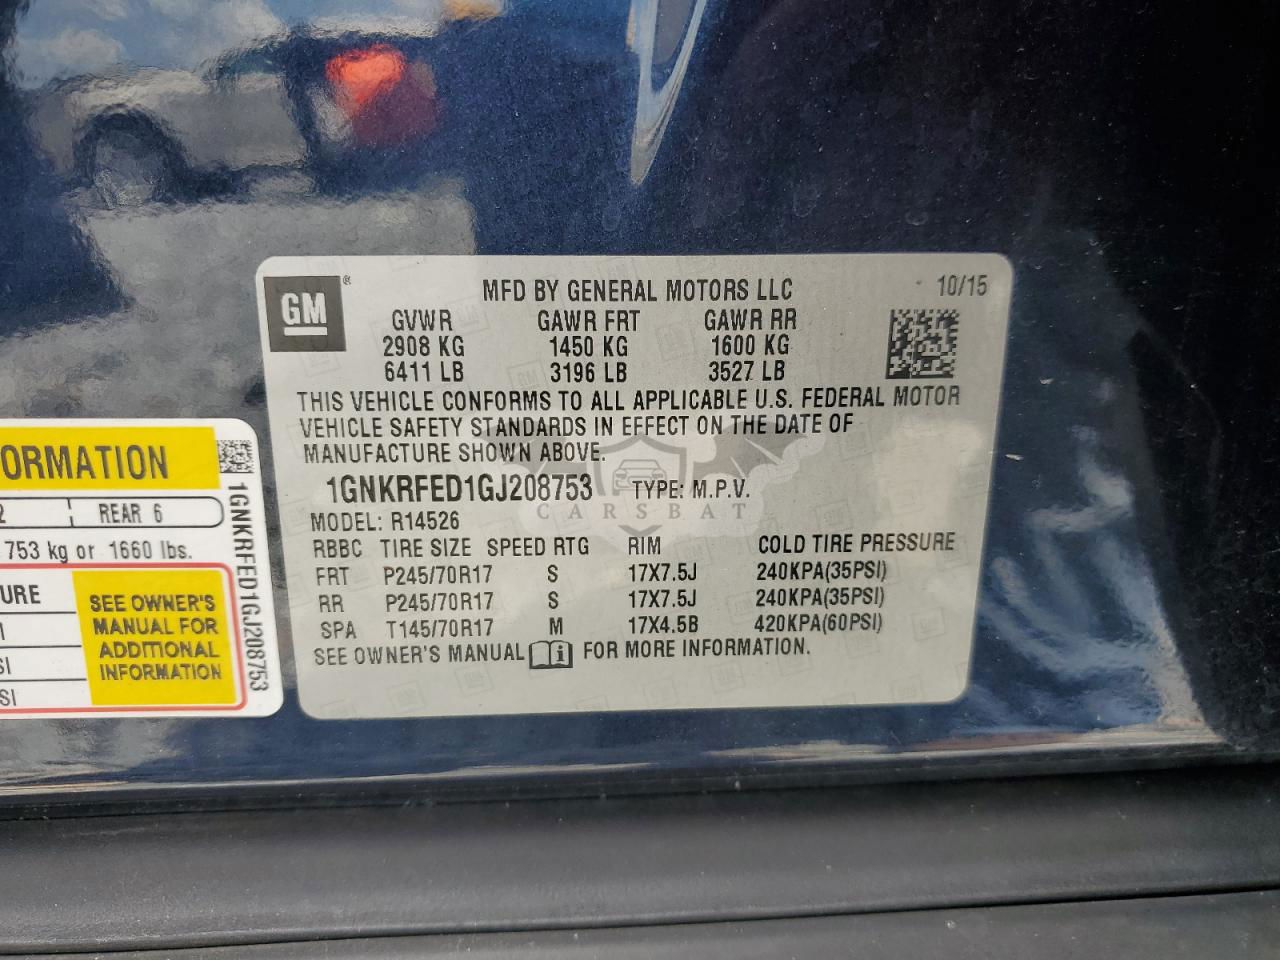 GM ®
MFD BY GENERAL MOTORS LLC 10/15
GVWR GAWR FRT GAWR RR
2908 KG 1450 KG 1600 KG
6411 LB 3196 LB 3527 LB
THIS VEHICLE CONFORMS TO ALL APPLICABLE U.S. FEDERAL MOTOR
VEHICLE SAFETY STANDARDS IN EFFECT ON THE DATE OF
MANUFACTURE SHOWN ABOVE.
1GNKRFED1GJ208753 TYPE: M.P.V.
CARSBAT
MODEL: R14526
RBBC TIRE SIZE SPEED RTG RIM COLD TIRE PRESSURE
FRT P245/70R17 S 17X7.5J 240KPA(35PSI)
RR P245/70R17 S 17X7.5J 240KPA(35PSI)
SPA T145/70R17 M 17X4.5B 420KPA(60PSI)
SEE OWNER'S MANUAL i FOR MORE INFORMATION.
ORMATION
2 REAR 6
753 kg or 1660 lbs.
URE
I
SI
SI
SEE OWNER'S
MANUAL FOR
ADDITIONAL
INFORMATION
1GNKRFED1GJ208753